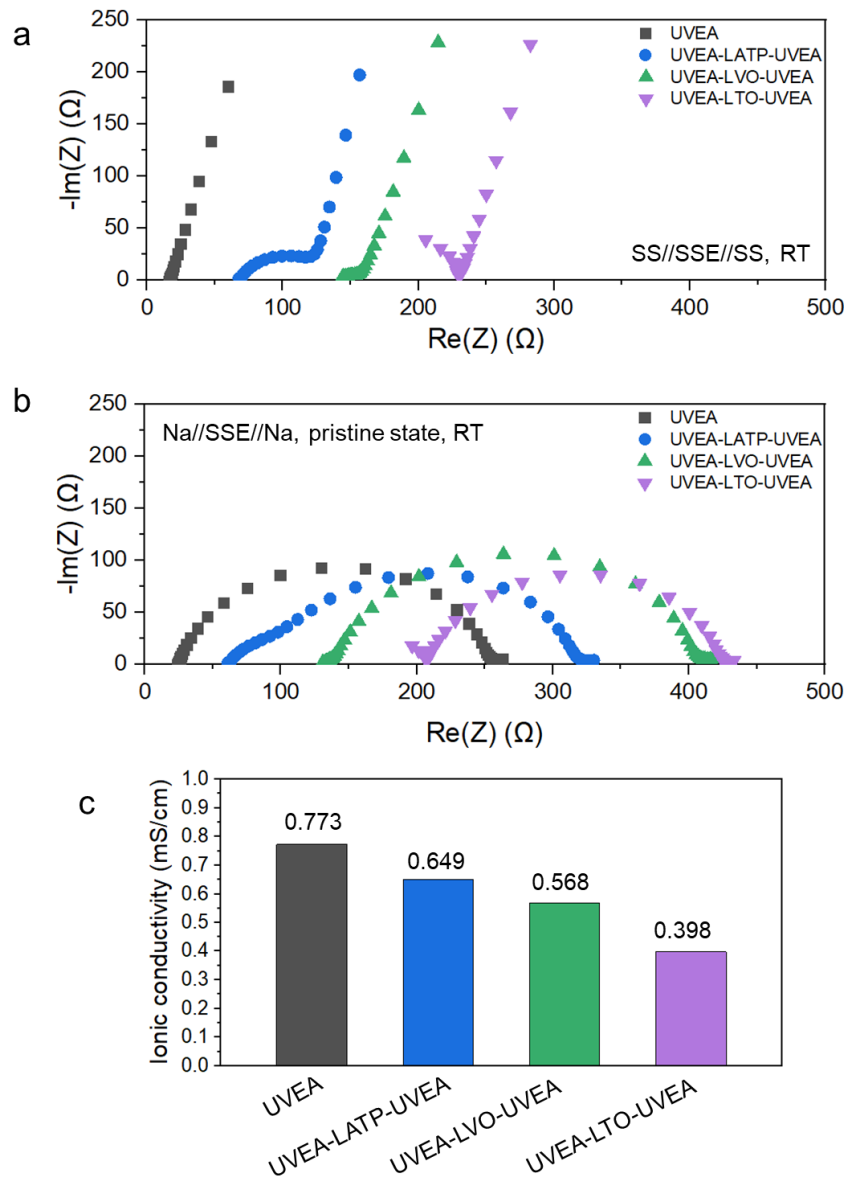 a
250
200
150
100
50
0
-Im(Z) (Ω)
UVEA
UVEA-LATP-UVEA
UVEA-LVO-UVEA
UVEA-LTO-UVEA
SS//SSE//SS, RT
0 100 200 300 400 500
Re(Z) (Ω)
b
250
200
150
100
50
0
-Im(Z) (Ω)
Na//SSE//Na, pristine state, RT
UVEA
UVEA-LATP-UVEA
UVEA-LVO-UVEA
UVEA-LTO-UVEA
0 100 200 300 400 500
Re(Z) (Ω)
c
1.0
0.9
0.8
0.7
0.6
0.5
0.4
0.3
0.2
0.1
0.0
Ionic conductivity (mS/cm)
0.773
0.649
0.568
0.398
UVEA
UVEA-LATP-UVEA
UVEA-LVO-UVEA
UVEA-LTO-UVEA